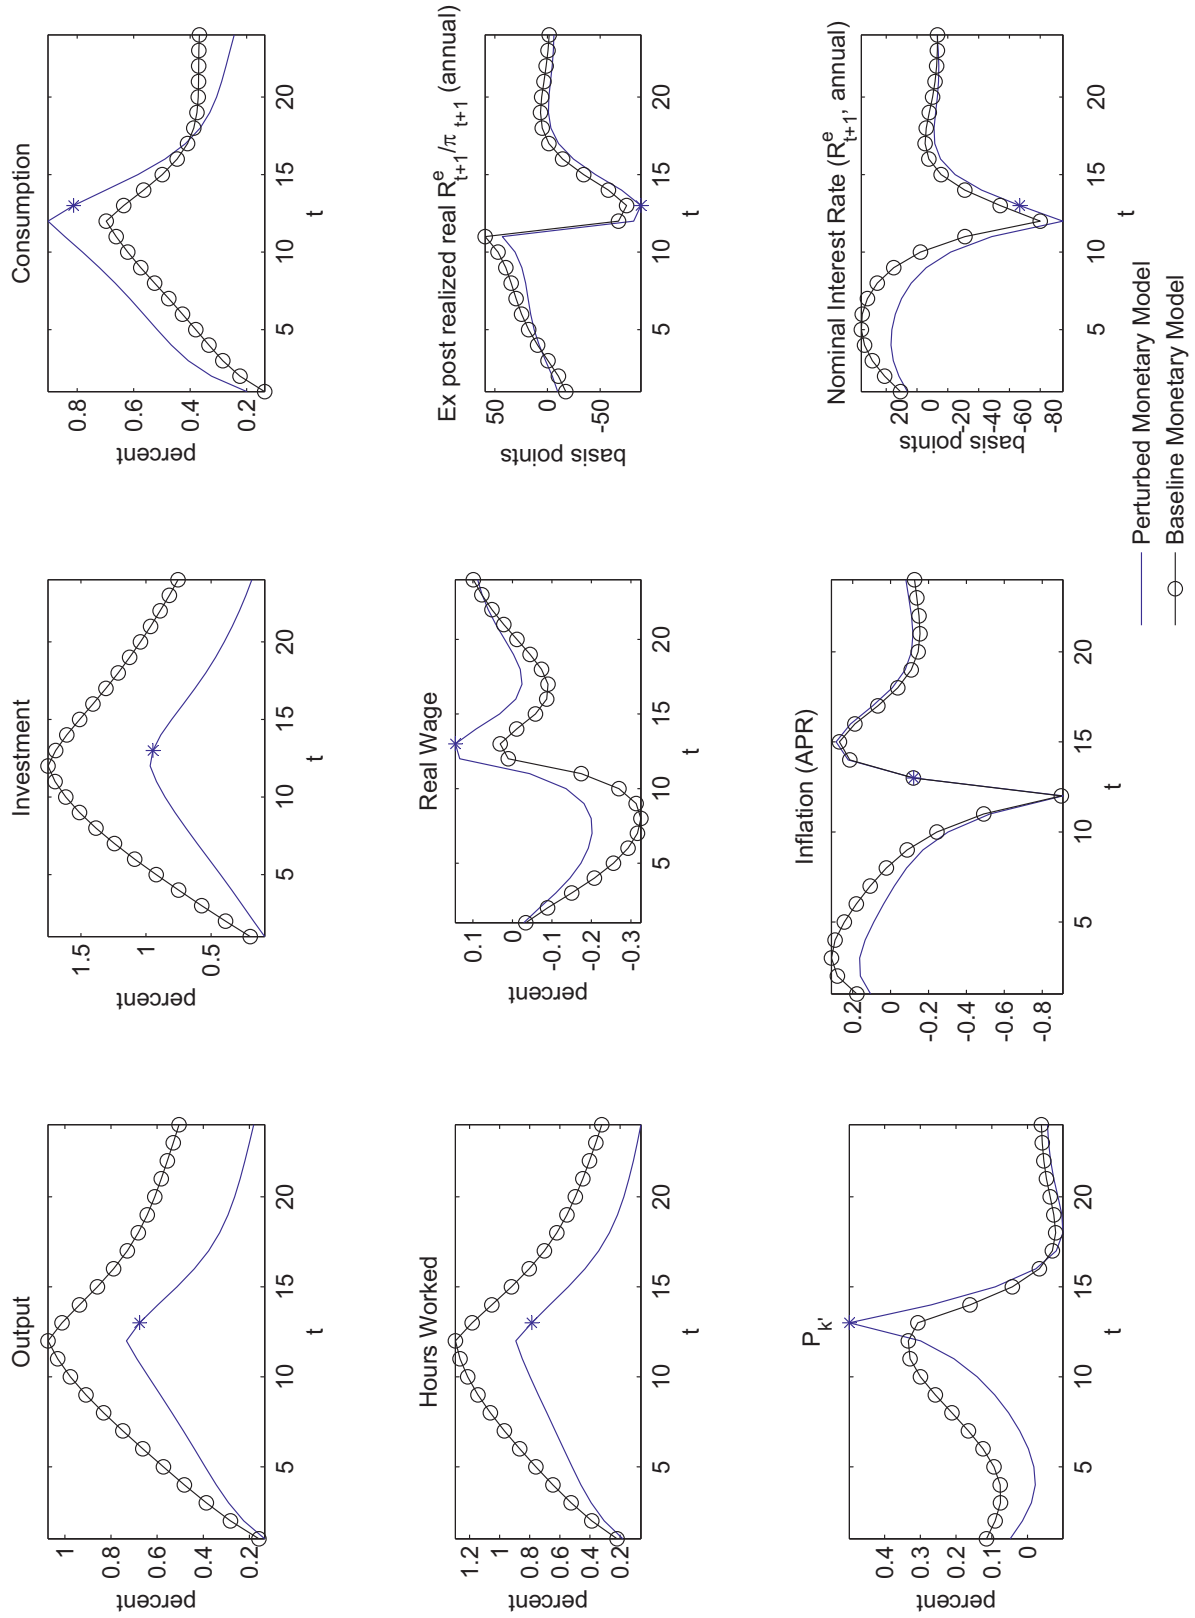 Output
percent
1
0.8
0.6
0.4
0.2
5 10 15 20
t
Investment
percent
1.5
1
0.5
5 10 15 20
t
Consumption
percent
0.8
0.6
0.4
0.2
5 10 15 20
t
Hours Worked
percent
1.2
1
0.8
0.6
0.4
0.2
5 10 15 20
t
Real Wage
percent
0.1
0
-0.1
-0.2
-0.3
5 10 15 20
t
Ex post realized real R^e_{t+1}/π_{t+1} (annual)
basis points
50
0
-50
5 10 15 20
t
P_{k'}
percent
0.4
0.3
0.2
0.1
0
5 10 15 20
t
Inflation (APR)
0.2
0
-0.2
-0.4
-0.6
-0.8
5 10 15 20
t
Nominal Interest Rate (R^e_{t+1}, annual)
basis points
20
0
-20
-40
-60
-80
5 10 15 20
t
Perturbed Monetary Model
Baseline Monetary Model